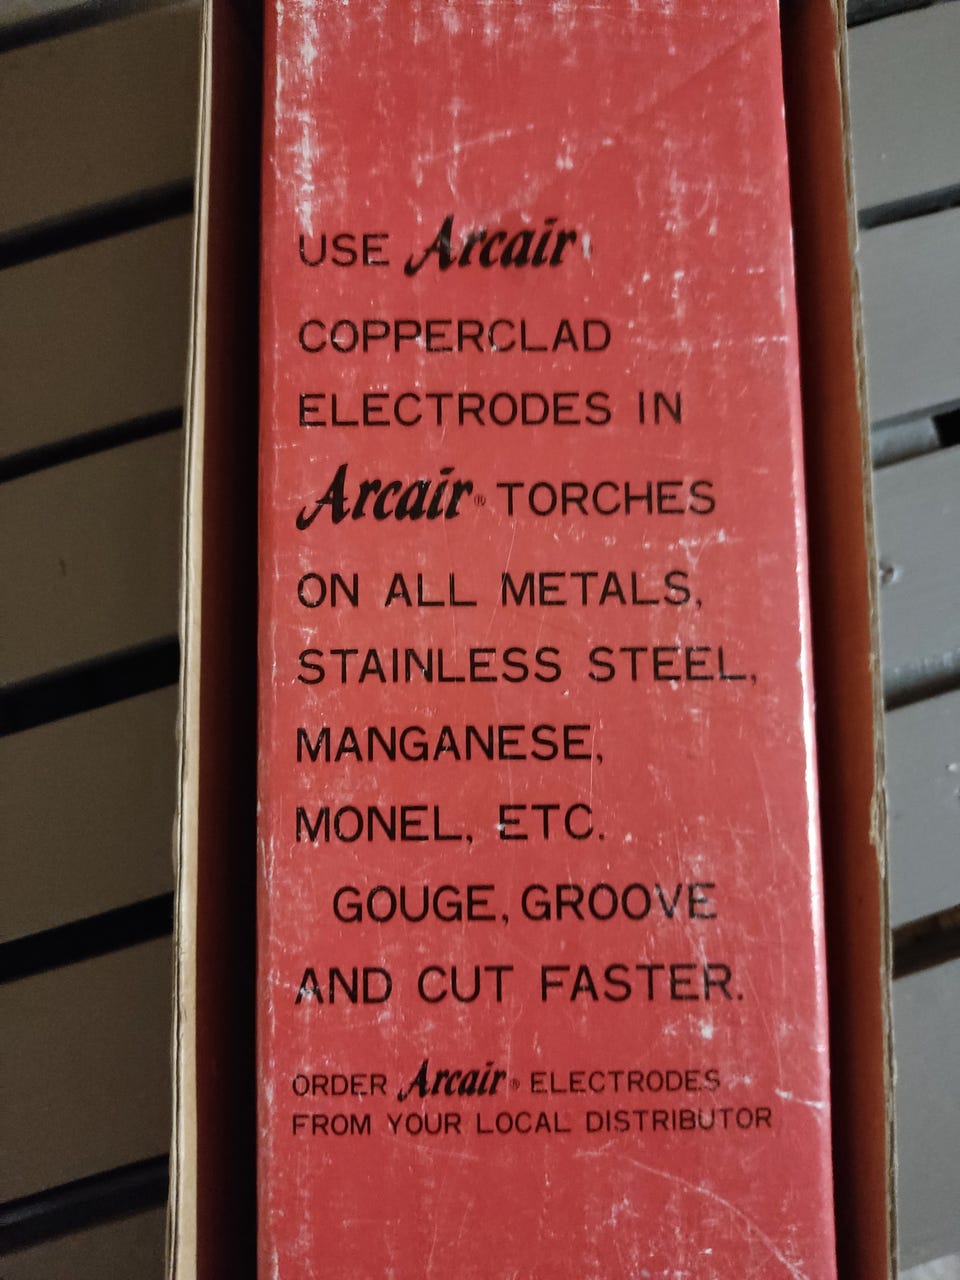 USE Arcair
COPPERCLAD
ELECTRODES IN
Arcair® TORCHES
ON ALL METALS,
STAINLESS STEEL,
MANGANESE,
MONEL, ETC.
GOUGE, GROOVE
AND CUT FASTER.
ORDER Arcair® ELECTRODES
FROM YOUR LOCAL DISTRIBUTOR